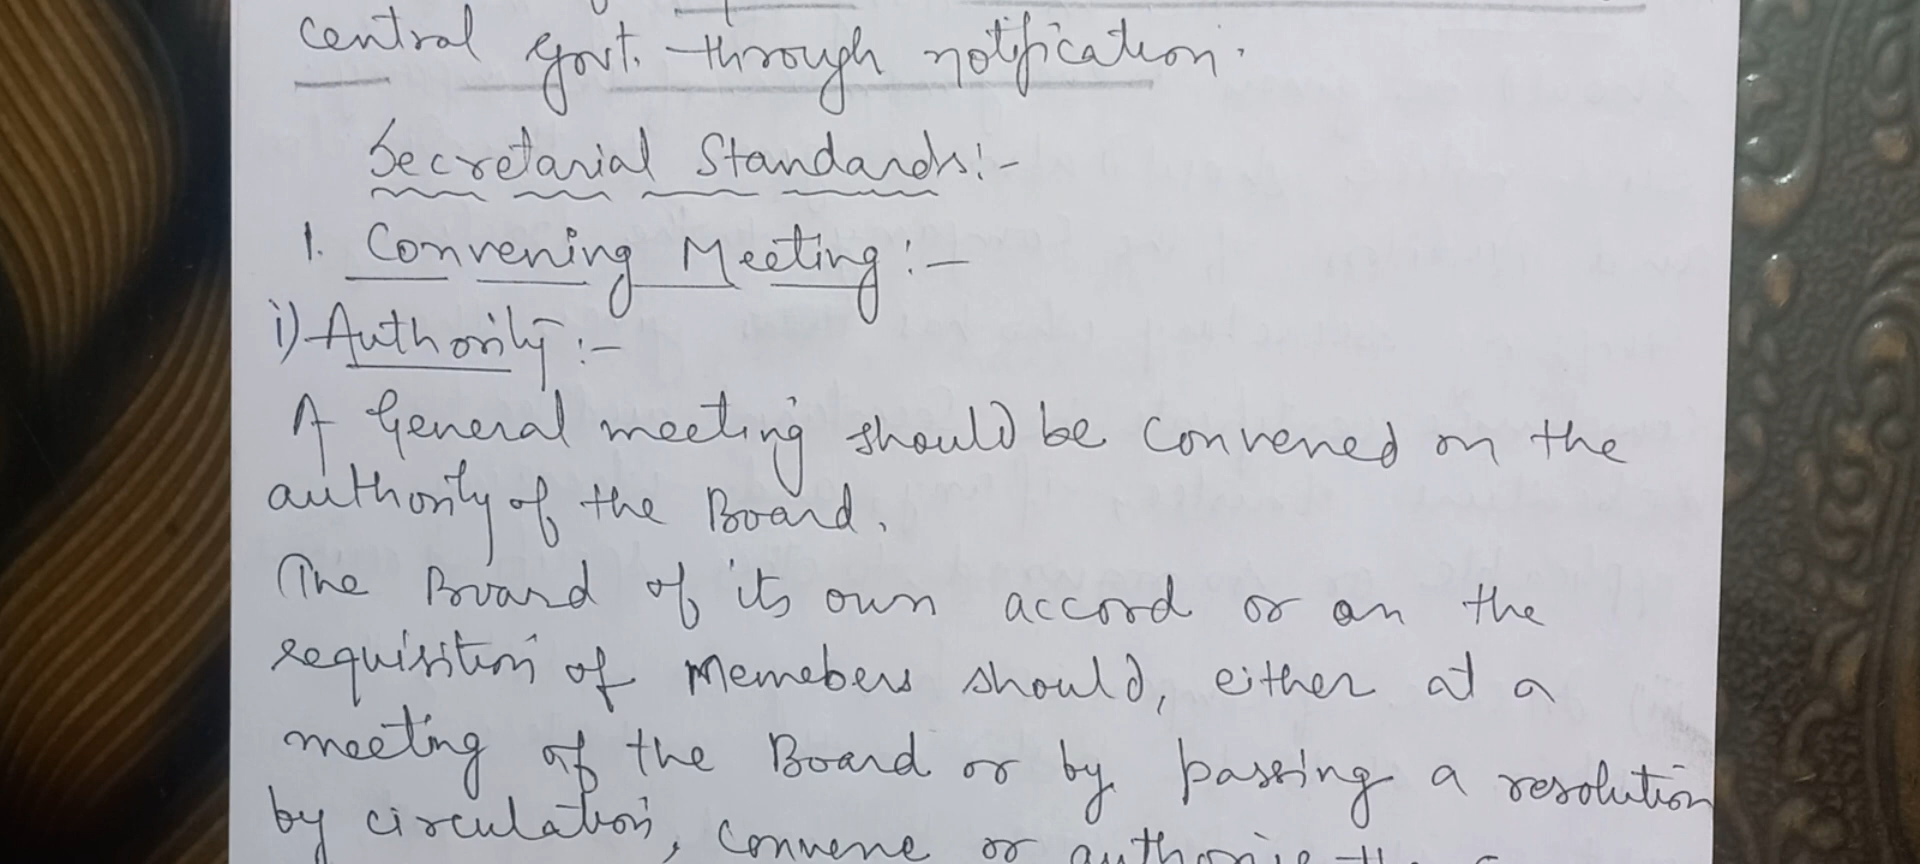 Central Govt. through notification.
Secretarial Standards:-
1. Convening Meeting:-
i) Authority:-
A General meeting should be convened on the
authority of the Board.
The Board of its own accord or on the
requisition of Memebers should, either at a
meeting of the Board or by passing a resolution
by circulation, convene or authorise the